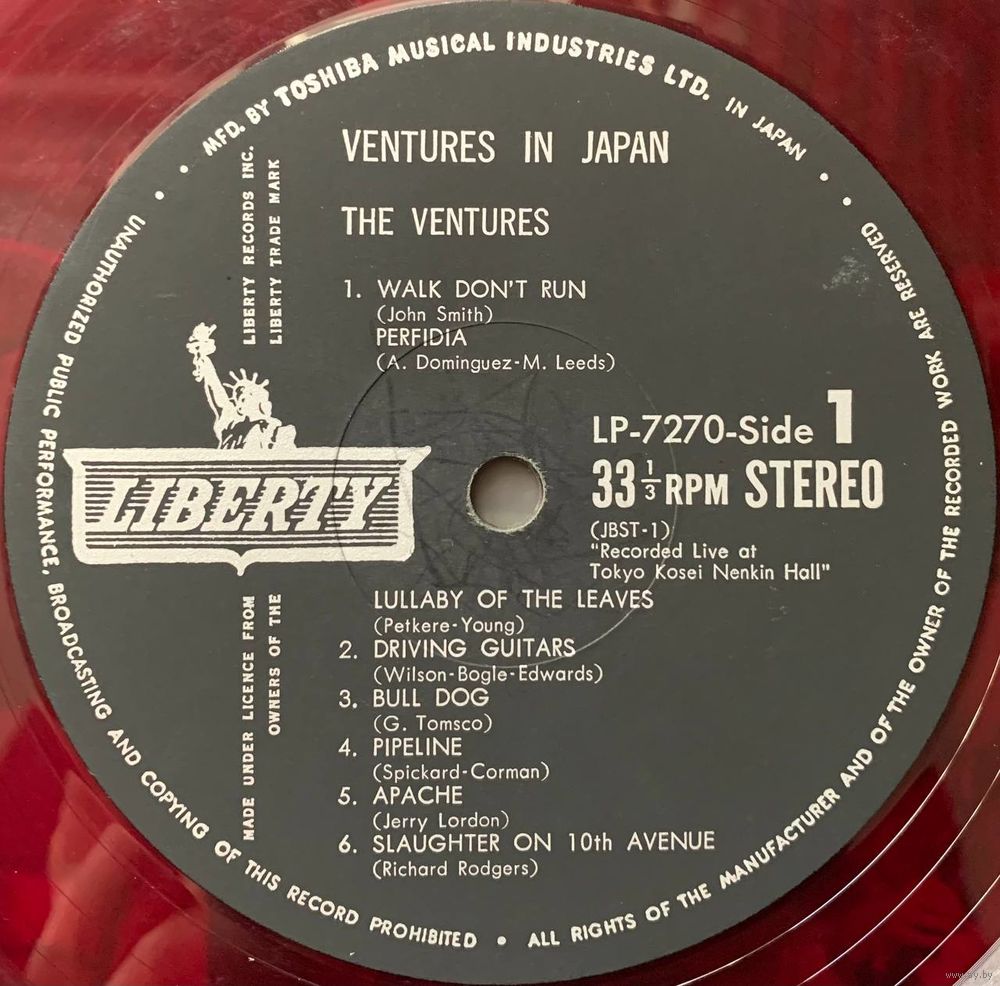 MFD. BY TOSHIBA MUSICAL INDUSTRIES LTD. IN JAPAN
VENTURES IN JAPAN
THE VENTURES
LIBERTY RECORDS INC.
LIBERTY TRADE MARK
1. WALK DON'T RUN
(John Smith)
PERFIDIA
(A. Dominguez-M. Leeds)
LIBERTY
LP-7270-Side 1
33 1/3 RPM STEREO
(JBST-1)
"Recorded Live at
Tokyo Kosei Nenkin Hall"
MADE UNDER LICENCE FROM
OWNERS OF THE
LULLABY OF THE LEAVES
(Petkere-Young)
2. DRIVING GUITARS
(Wilson-Bogle-Edwards)
3. BULL DOG
(G. Tomsco)
4. PIPELINE
(Spickard-Corman)
5. APACHE
(Jerry Lordon)
6. SLAUGHTER ON 10th AVENUE
(Richard Rodgers)
UNAUTHORIZED PUBLIC PERFORMANCE, BROADCASTING AND COPYING OF THIS RECORD PROHIBITED • ALL RIGHTS OF THE MANUFACTURER AND OF THE OWNER OF THE RECORDED WORK ARE RESERVED
www.ay.by